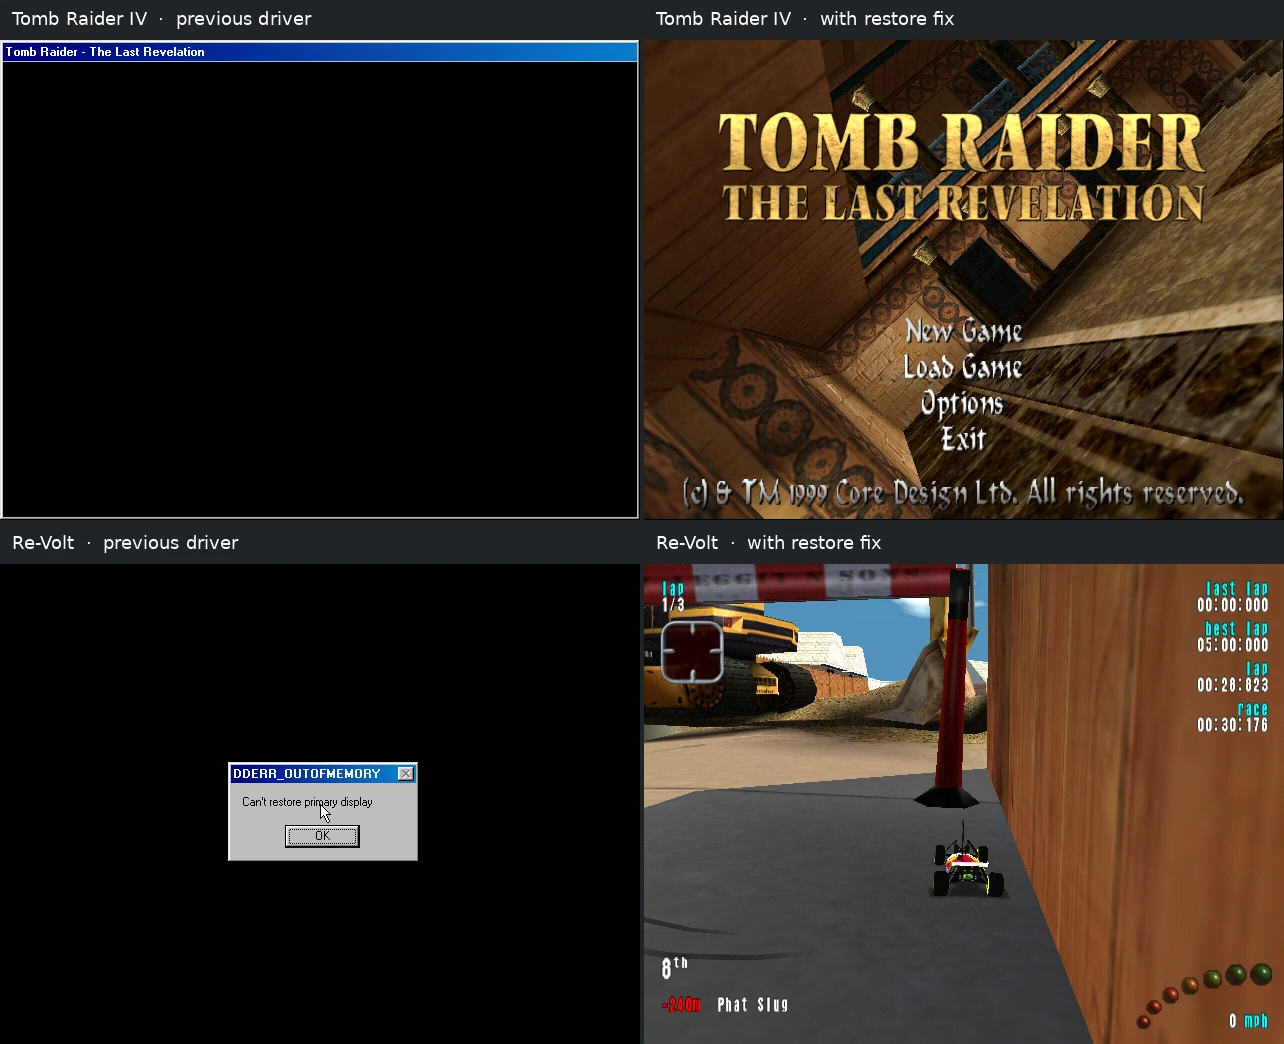 Tomb Raider IV · previous driver
Tomb Raider IV · with restore fix
Tomb Raider - The Last Revelation
TOMB RAIDER
THE LAST REVELATION
New Game
Load Game
Options
Exit
(c) & TM 1999 Core Design Ltd. All rights reserved.
Re-Volt · previous driver
Re-Volt · with restore fix
DDERR_OUTOFMEMORY
Can't restore primary display
OK
EGGIT N SONS
lap
1/3
last lap
00:00:000
best lap
05:00:000
lap
00:28:823
race
00:30:176
8th
-240m Phat Slug
0 mph